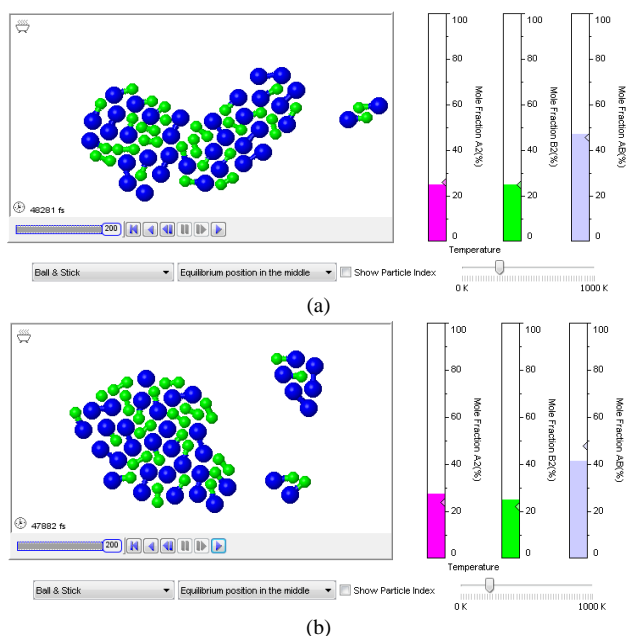 100
80
60
40
20
0
Mole Fraction A2(%)
100
80
60
40
20
0
Mole Fraction B2(%)
100
80
60
40
20
0
Mole Fraction AB(%)
48281 fs
200
Temperature
Ball & Stick
Equilibrium position in the middle
Show Particle Index
0 K
1000 K
(a)
100
80
60
40
20
0
Mole Fraction A2(%)
100
80
60
40
20
0
Mole Fraction B2(%)
100
80
60
40
20
0
Mole Fraction AB(%)
47882 fs
200
Temperature
Ball & Stick
Equilibrium position in the middle
Show Particle Index
0 K
1000 K
(b)